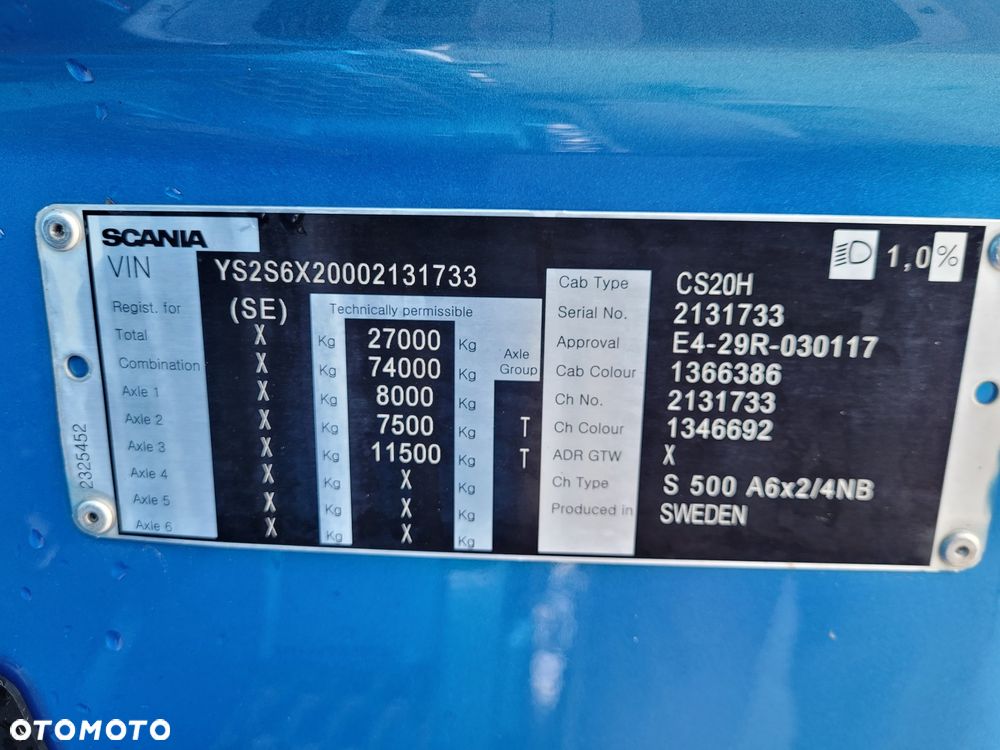 SCANIA
VIN YS2S6X20002131733
1,0%
Regist. for (SE)
Technically permissible
Total X Kg 27000 Kg
Combination X Kg 74000 Kg
Axle Group
Axle 1 X Kg 8000 Kg
Axle 2 X Kg 7500 Kg T
Axle 3 X Kg 11500 Kg T
Axle 4 X Kg X Kg
Axle 5 X Kg X Kg
Axle 6 X Kg X Kg
Cab Type CS20H
Serial No. 2131733
Approval E4-29R-030117
Cab Colour 1366386
Ch No. 2131733
Ch Colour 1346692
ADR GTW X
Ch Type S 500 A6x2/4NB
Produced in SWEDEN
2325452
OTOMOTO